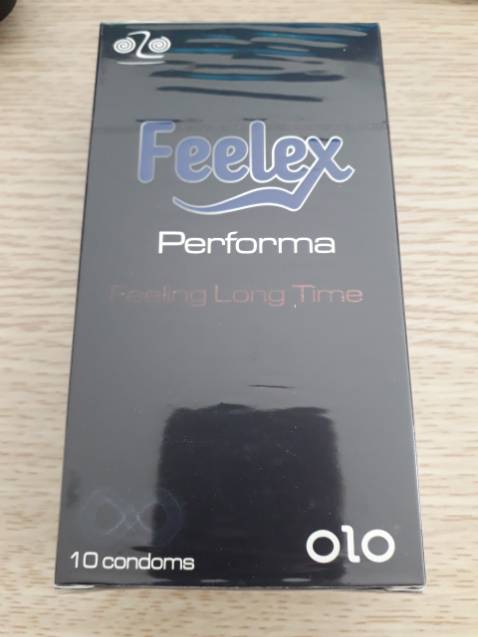 Feelex
Performa
Feeling Long Time
10 condoms
olo